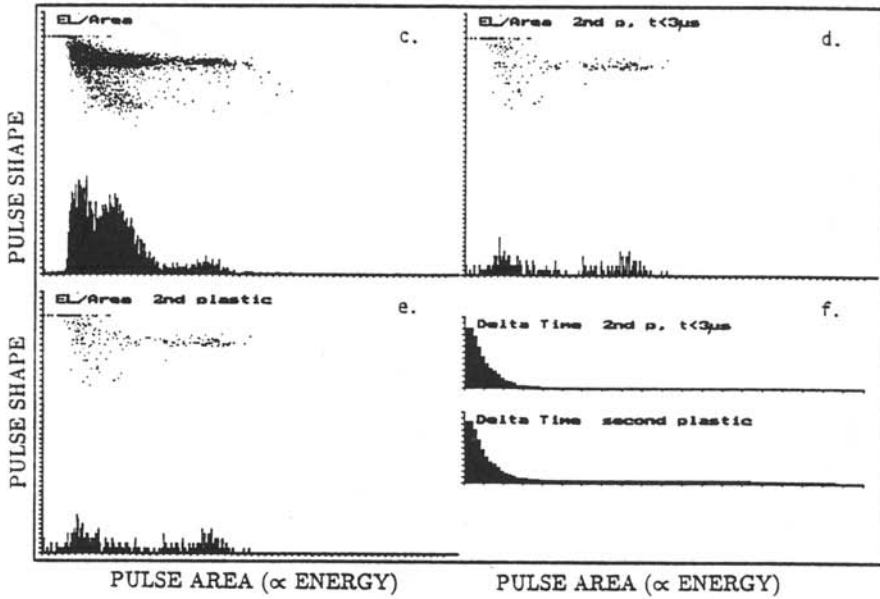 EL/Area
c.
EL/Area 2nd p, t<3μs
d.
PULSE SHAPE
EL/Area 2nd plastic
e.
f.
Delta Time 2nd p, t<3μs
Delta Time second plastic
PULSE SHAPE
PULSE AREA (∝ ENERGY)
PULSE AREA (∝ ENERGY)